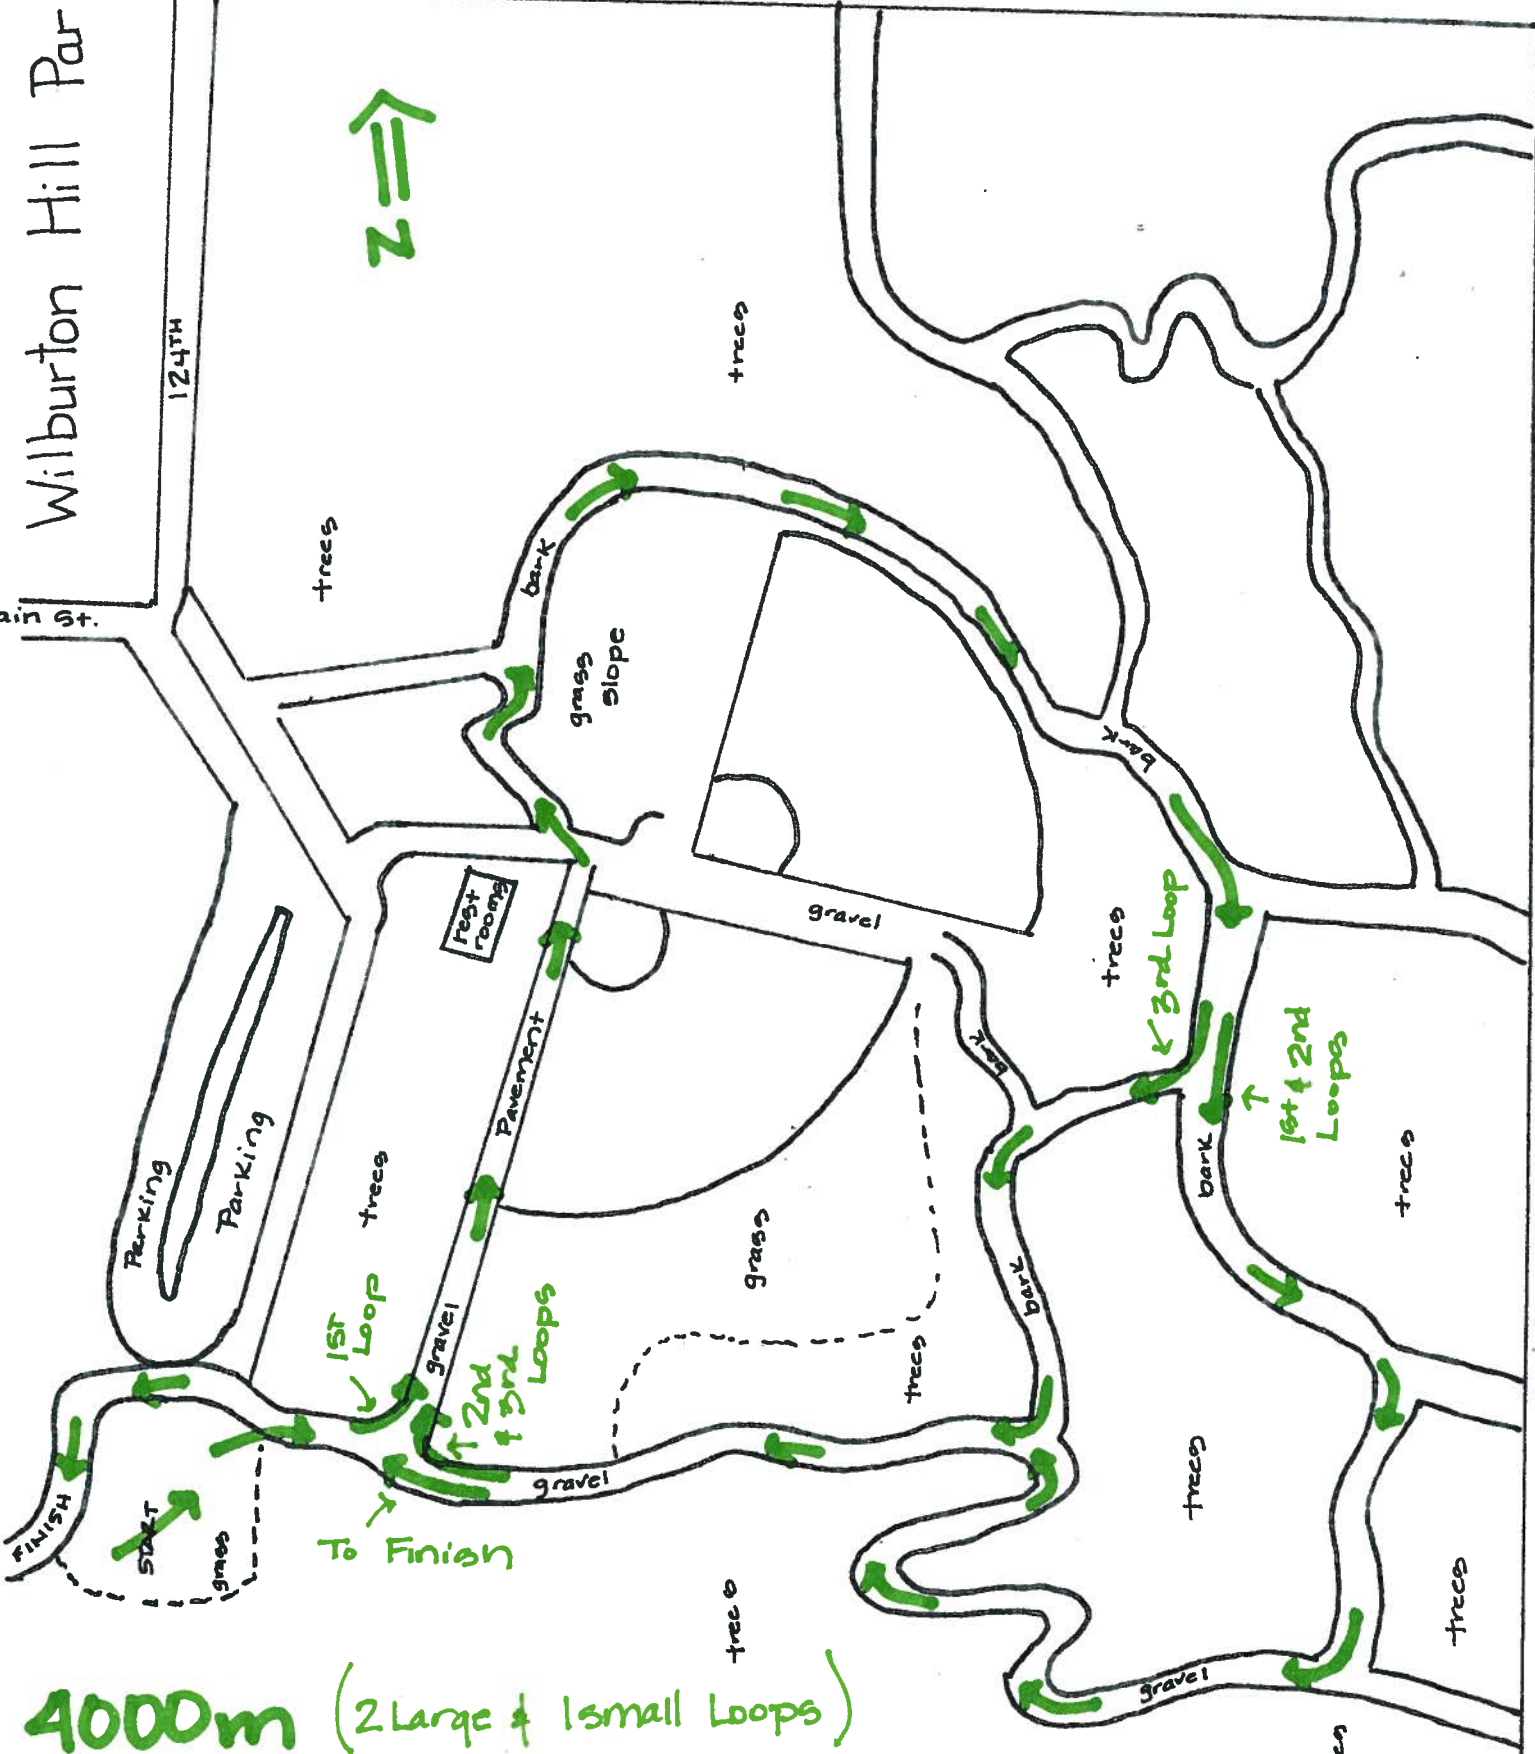 Wilburton Hill Par
124TH
ain St.
N
trees
trees
bark
grass
slope
bark
rest
rooms
gravel
trees
3rd Loop
1st & 2nd
Loops
bark
Pavement
bark
trees
Parking
Parking
trees
grass
bark
1ST
Loop
gravel
2nd
& 3rd
Loops
trees
gravel
trees
FINISH
START
grass
To Finish
trees
trees
gravel
es
4000m (2 Large & 1 small Loops)